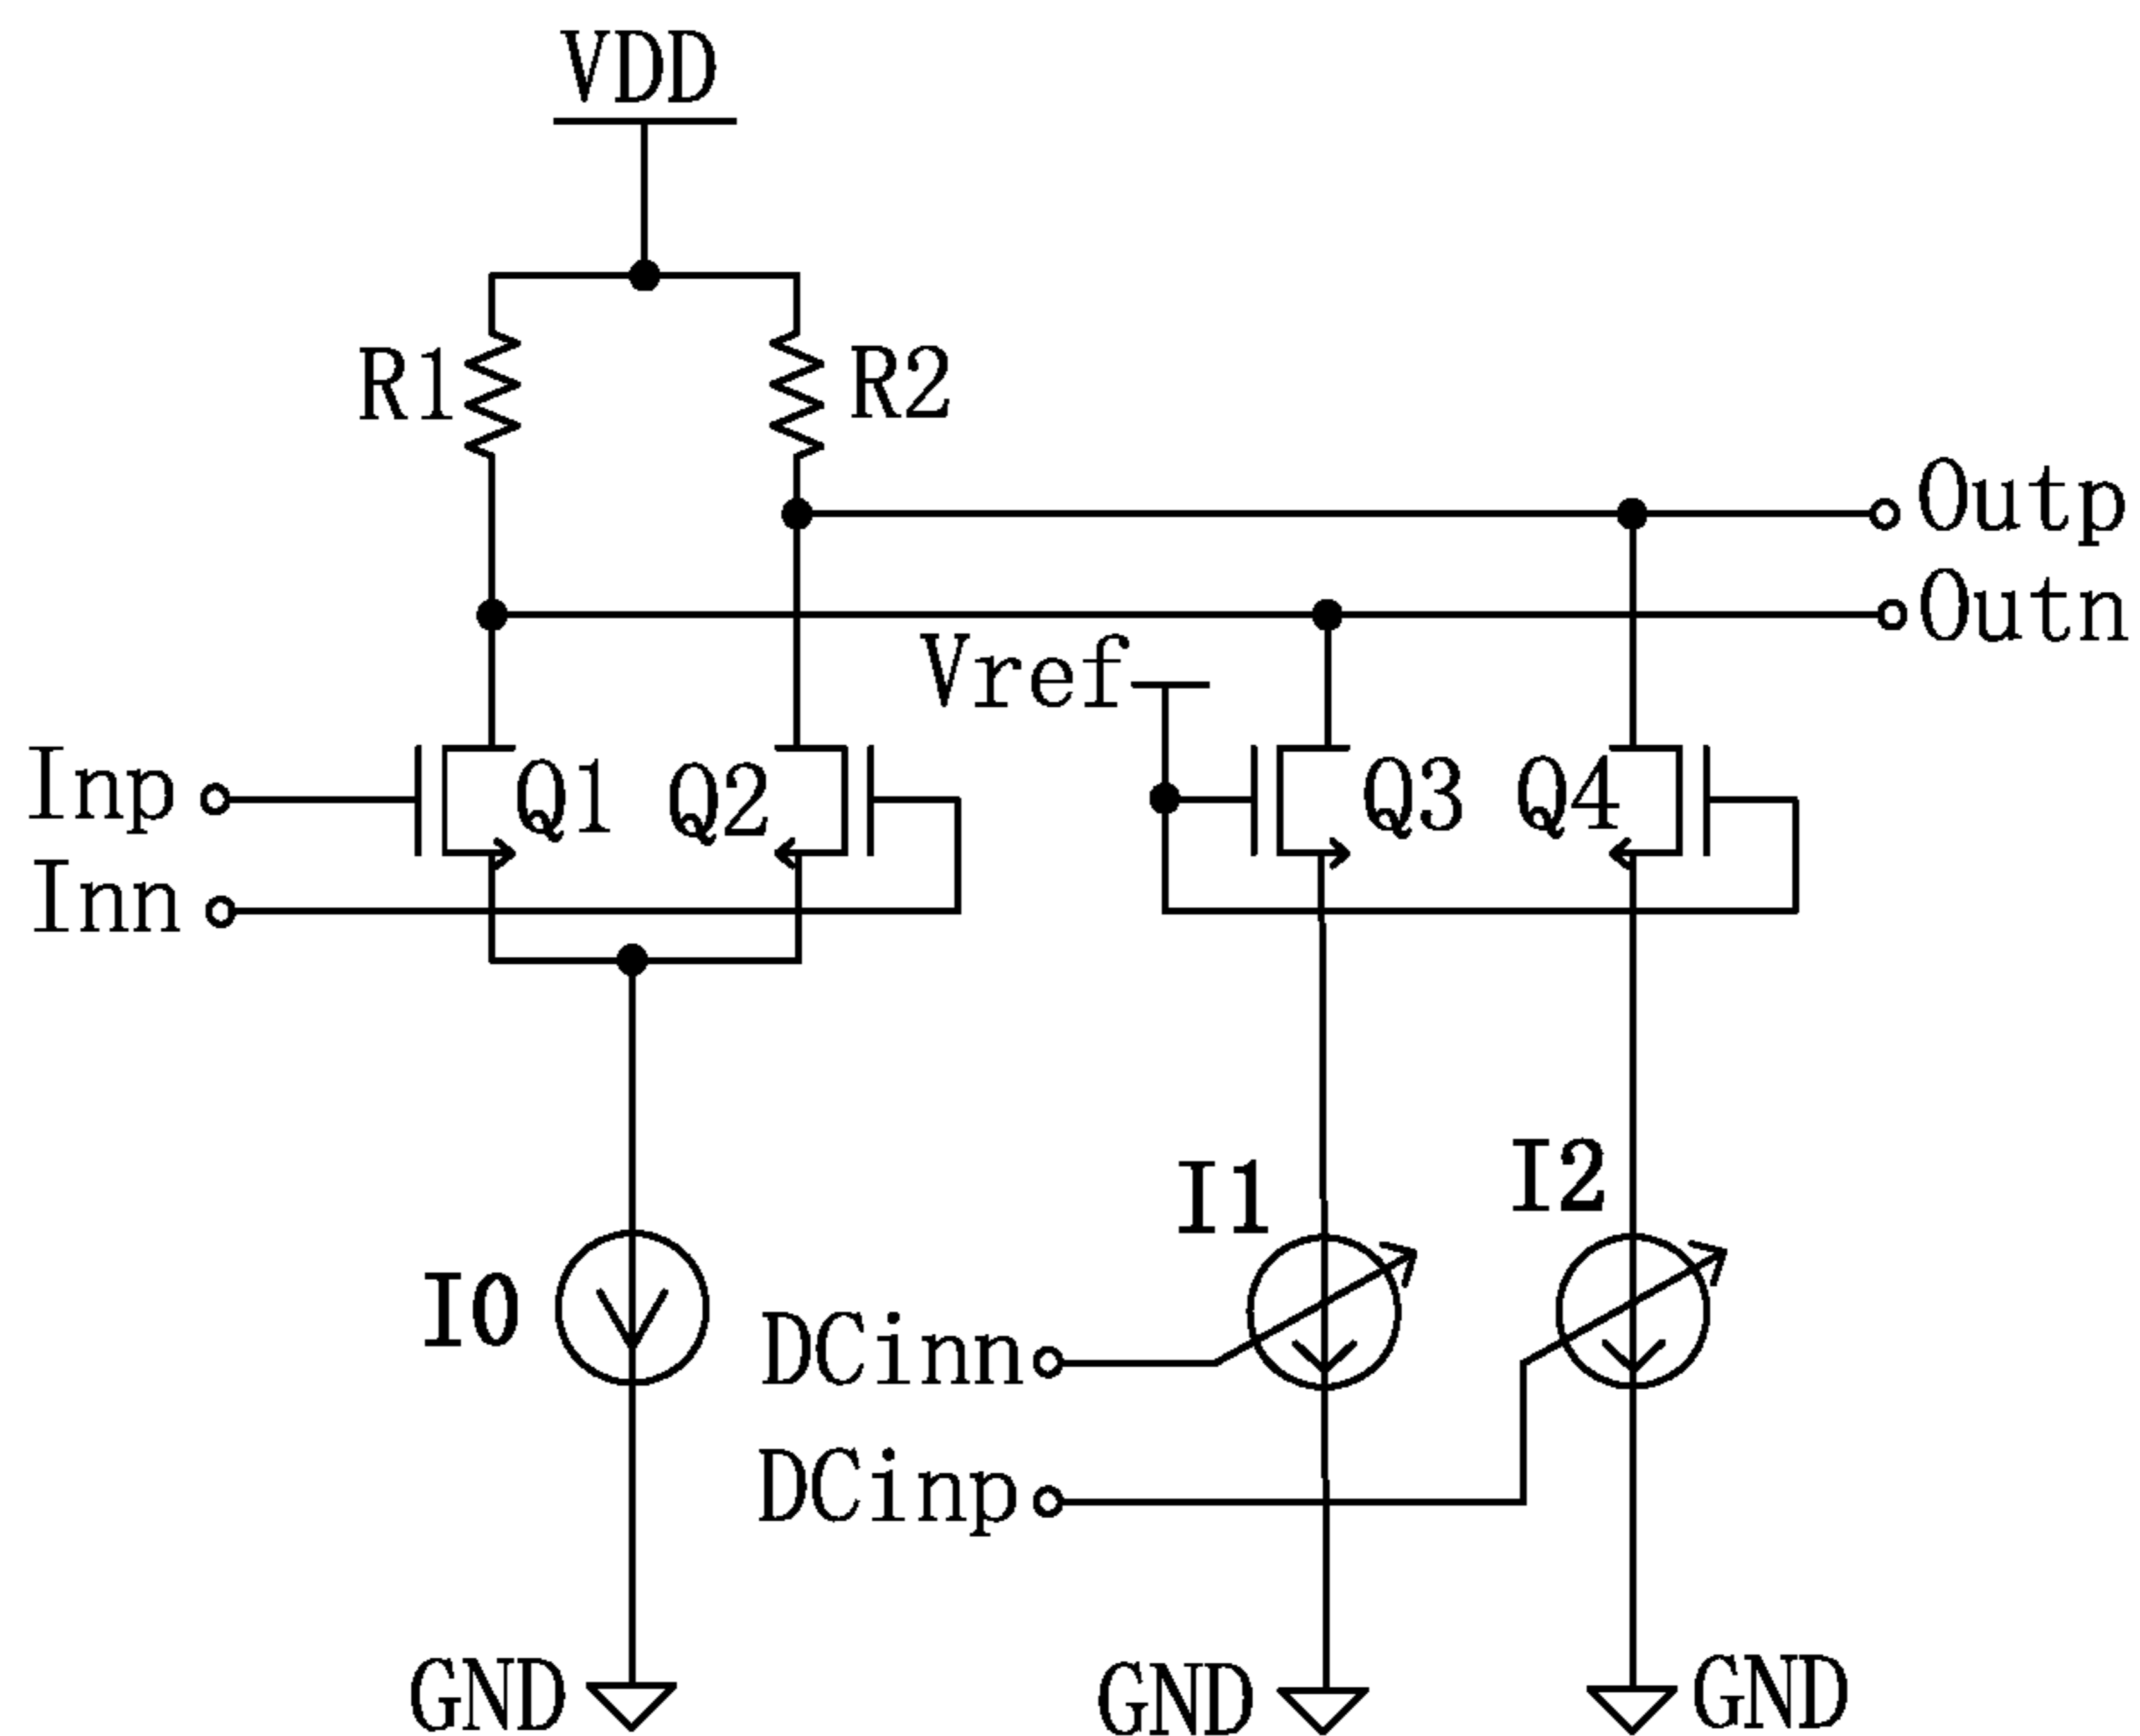 VDD
R1
R2
Outp
Outn
Vref
Inp
Q1
Q2
Q3
Q4
Inn
I1
I2
I0
DCinn
DCinp
GND
GND
GND